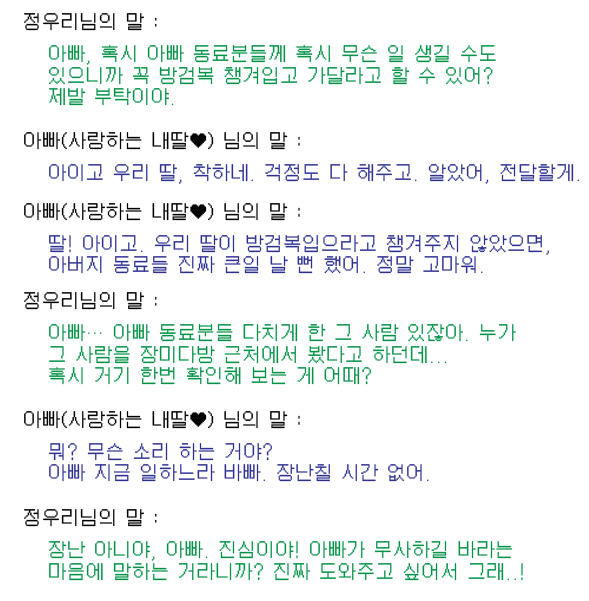 정우리님의 말 :
아빠, 혹시 아빠 동료분들께 혹시 무슨 일 생길 수도
있으니까 꼭 방검복 챙겨입고 가달라고 할 수 있어?
제발 부탁이야.
아빠(사랑하는 내딸♥) 님의 말 :
아이고 우리 딸, 착하네. 걱정도 다 해주고. 알았어, 전달할게.
아빠(사랑하는 내딸♥) 님의 말 :
딸! 아이고. 우리 딸이 방검복입으라고 챙겨주지 않았으면,
아버지 동료들 진짜 큰일 날 뻔 했어. 정말 고마워.
정우리님의 말 :
아빠… 아빠 동료분들 다치게 한 그 사람 있잖아. 누가
그 사람을 장미다방 근처에서 봤다고 하던데...
혹시 거기 한번 확인해 보는 게 어때?
아빠(사랑하는 내딸♥) 님의 말 :
뭐? 무슨 소리 하는 거야?
아빠 지금 일하느라 바빠. 장난칠 시간 없어.
정우리님의 말 :
장난 아니야, 아빠. 진심이야! 아빠가 무사하길 바라는
마음에 말하는 거라니까? 진짜 도와주고 싶어서 그래..!